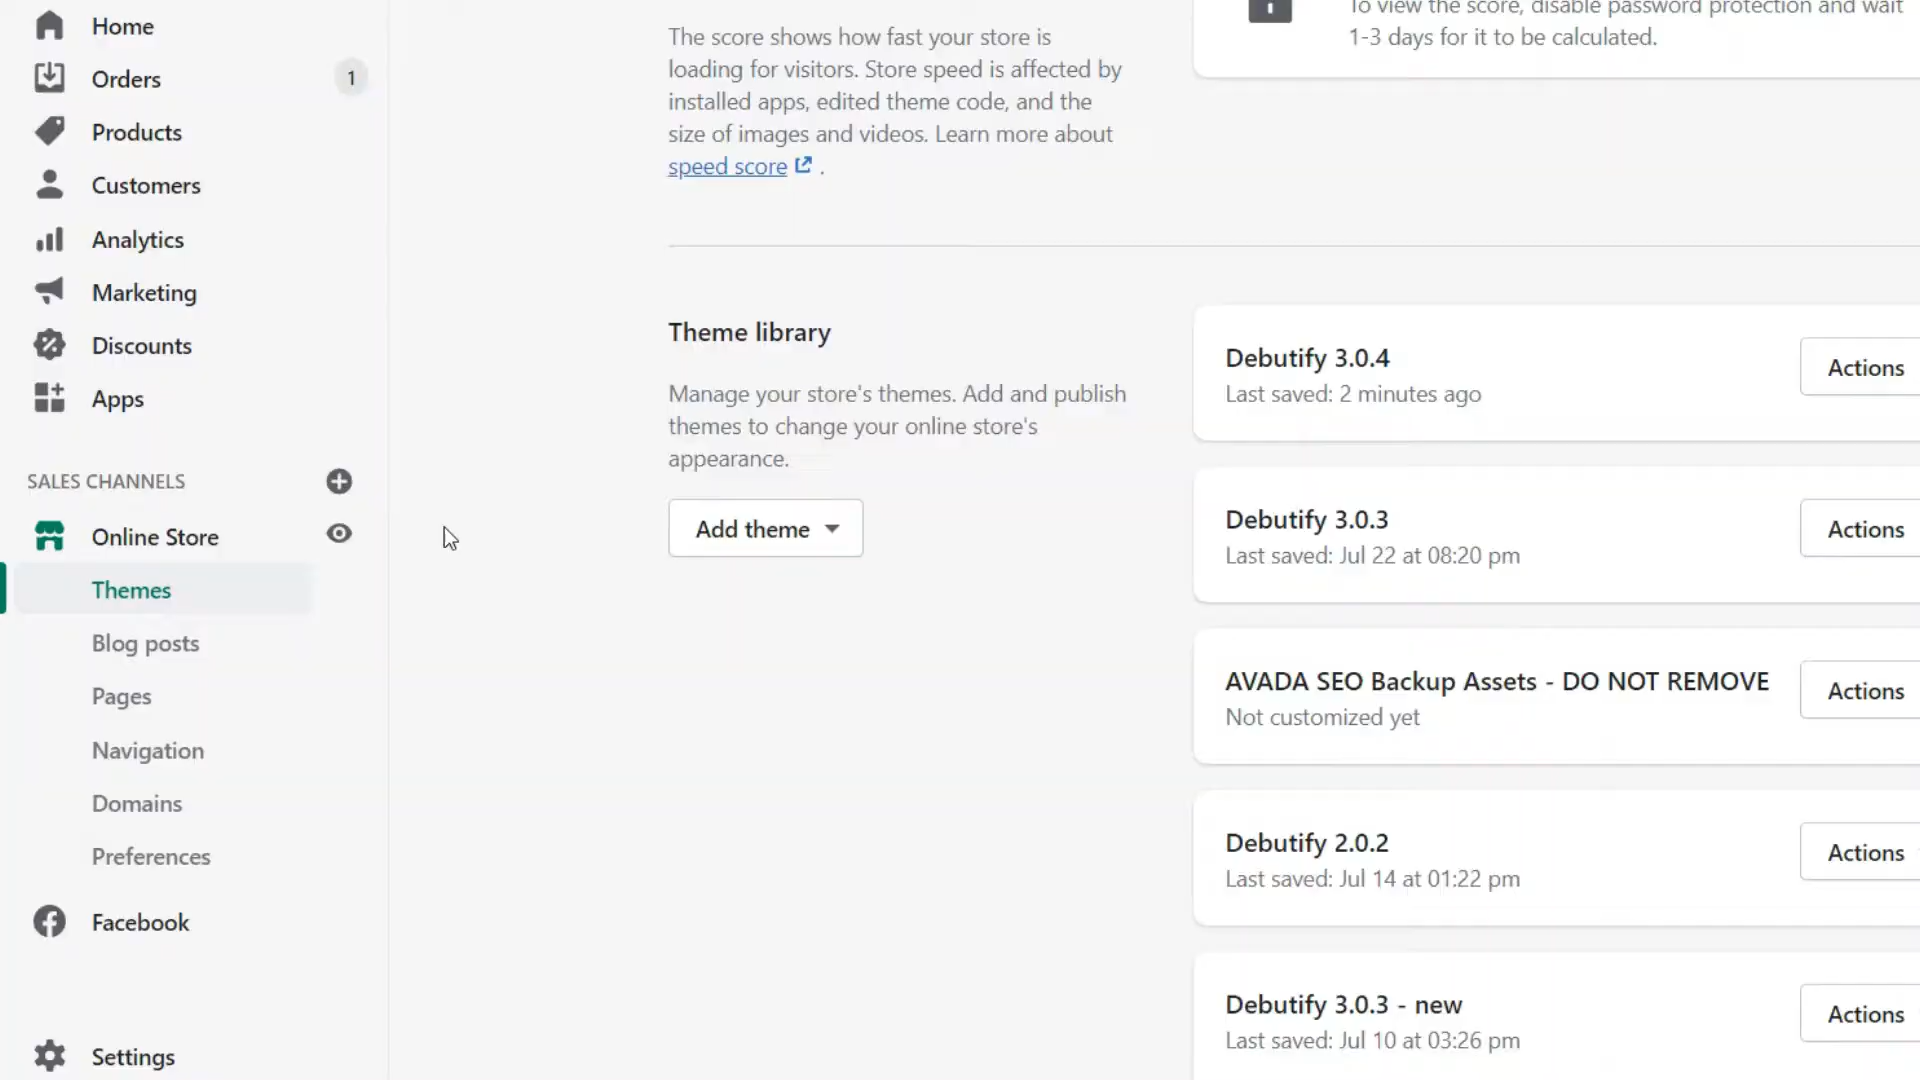 Home
Orders
1
Products
Customers
Analytics
Marketing
Discounts
Apps
SALES CHANNELS
Online Store
Themes
Blog posts
Pages
Navigation
Domains
Preferences
Facebook
Settings
The score shows how fast your store is
loading for visitors. Store speed is affected by
installed apps, edited theme code, and the
size of images and videos. Learn more about
speed score .
To view the score, disable password protection and wait
1-3 days for it to be calculated.
Theme library
Manage your store's themes. Add and publish
themes to change your online store's
appearance.
Add theme
Debutify 3.0.4
Last saved: 2 minutes ago
Actions
Debutify 3.0.3
Last saved: Jul 22 at 08:20 pm
Actions
AVADA SEO Backup Assets - DO NOT REMOVE
Not customized yet
Actions
Debutify 2.0.2
Last saved: Jul 14 at 01:22 pm
Actions
Debutify 3.0.3 - new
Last saved: Jul 10 at 03:26 pm
Actions